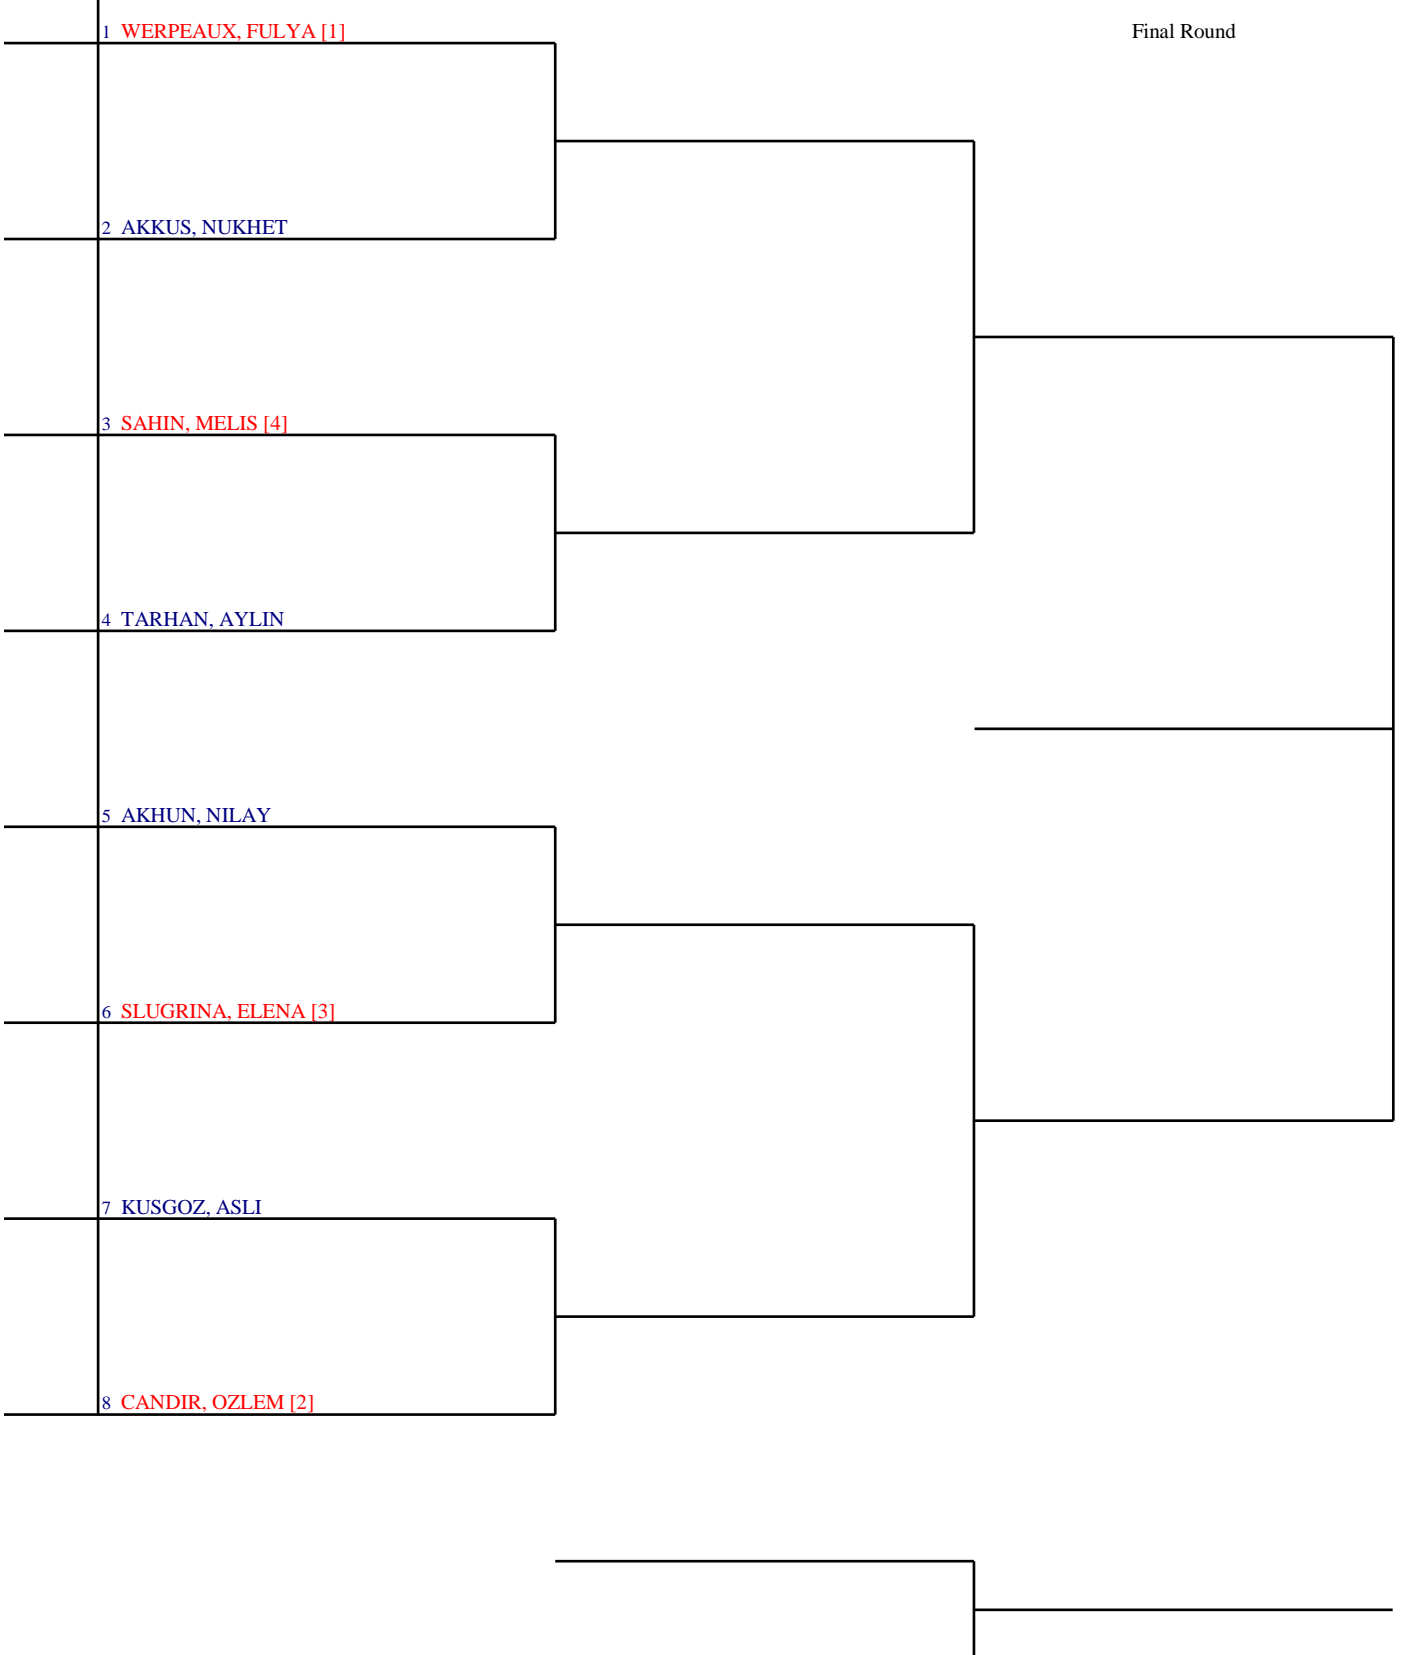 1 WERPEAUX, FULYA [1]
Final Round
2 AKKUS, NUKHET
3 SAHIN, MELIS [4]
4 TARHAN, AYLIN
5 AKHUN, NILAY
6 SLUGRINA, ELENA [3]
7 KUSGOZ, ASLI
8 CANDIR, OZLEM [2]